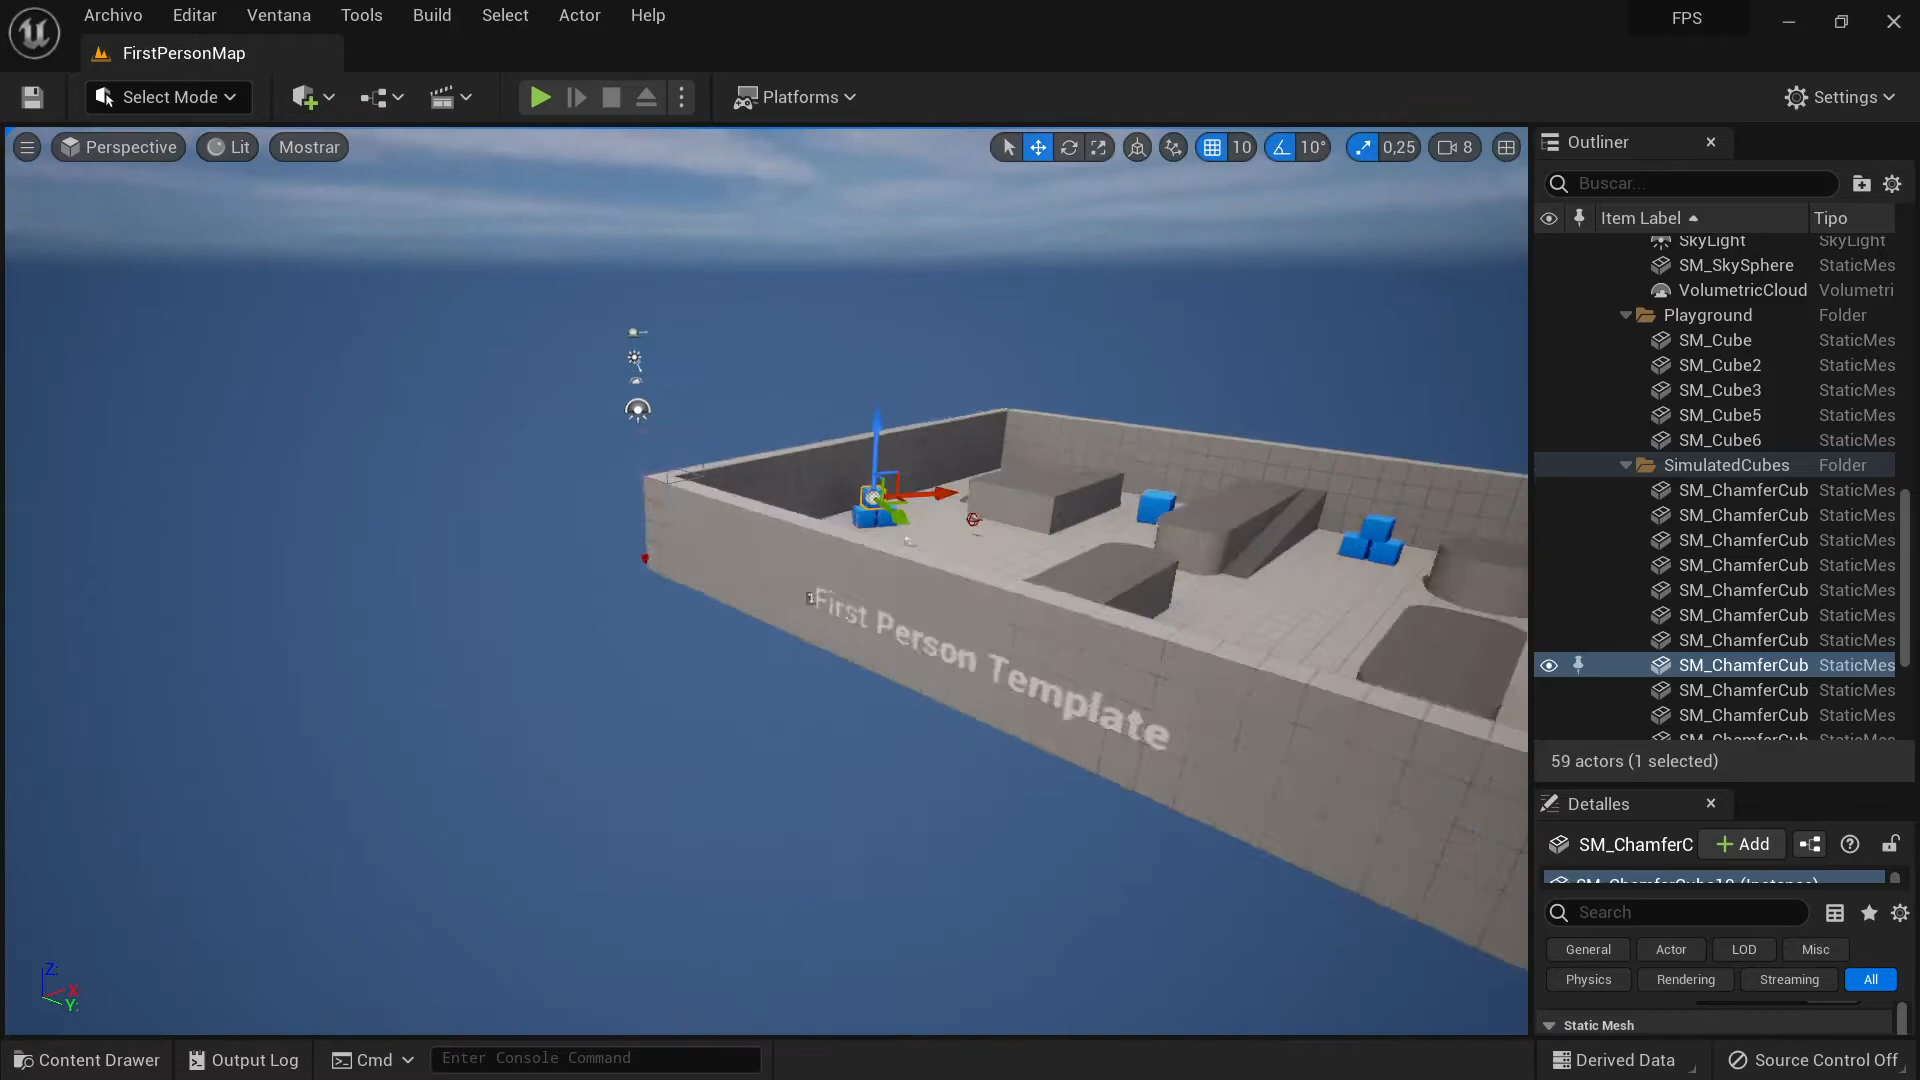 Archivo Editar Ventana Tools Build Select Actor Help FPS
FirstPersonMap
Select Mode Platforms Settings
Perspective Lit Mostrar 10 10° 0,25 8
Outliner
Buscar...
Item Label Tipo
SkyLight SkyLight
SM_SkySphere StaticMes
VolumetricCloud Volumetri
Playground Folder
SM_Cube StaticMes
SM_Cube2 StaticMes
SM_Cube3 StaticMes
SM_Cube5 StaticMes
SM_Cube6 StaticMes
SimulatedCubes Folder
SM_ChamferCub StaticMes
SM_ChamferCub StaticMes
SM_ChamferCub StaticMes
SM_ChamferCub StaticMes
SM_ChamferCub StaticMes
SM_ChamferCub StaticMes
SM_ChamferCub StaticMes
SM_ChamferCub StaticMes
SM_ChamferCub StaticMes
SM_ChamferCub StaticMes
SM_ChamferCub StaticMes
59 actors (1 selected)
First Person Template
Detalles
SM_ChamferC Add
Search
General Actor LOD Misc
Physics Rendering Streaming All
Static Mesh
Z:
X
Y:
Content Drawer Output Log Cmd Enter Console Command Derived Data Source Control Off